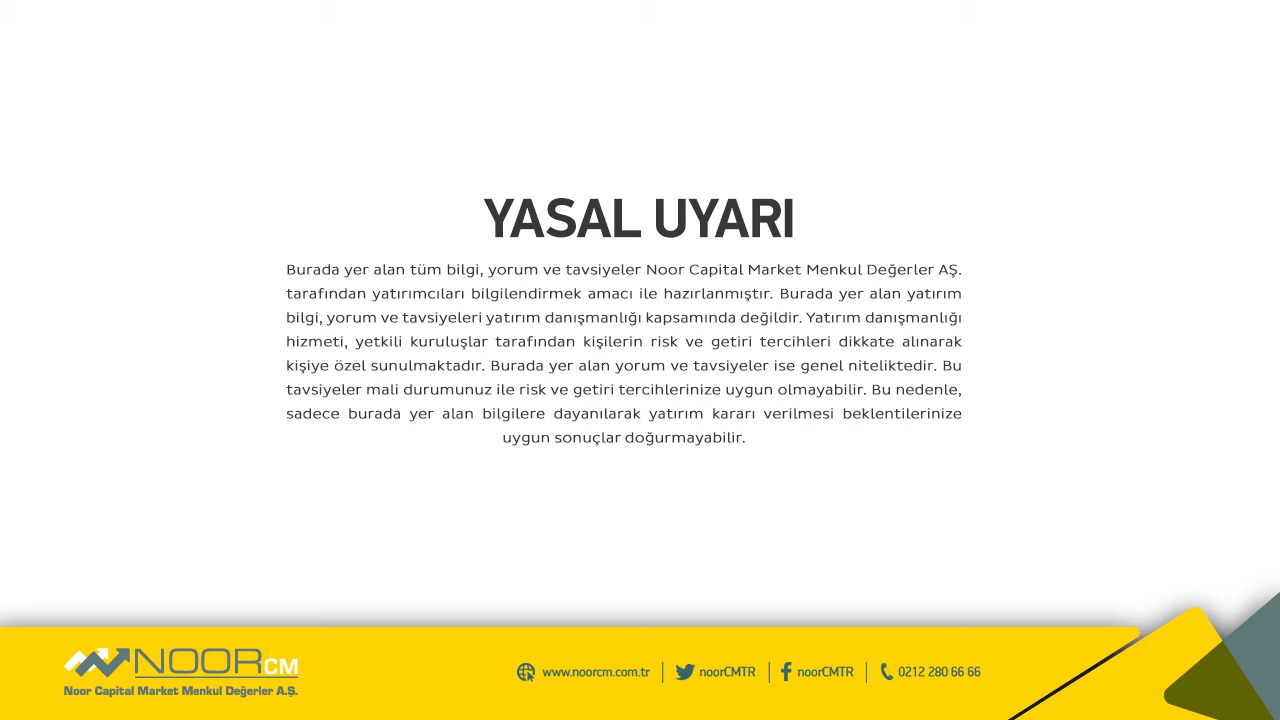 YASAL UYARI
Burada yer alan tüm bilgi, yorum ve tavsiyeler Noor Capital Market Menkul Değerler AŞ.
tarafından yatırımcıları bilgilendirmek amacı ile hazırlanmıştır. Burada yer alan yatırım
bilgi, yorum ve tavsiyeleri yatırım danışmanlığı kapsamında değildir. Yatırım danışmanlığı
hizmeti, yetkili kuruluşlar tarafından kişilerin risk ve getiri tercihleri dikkate alınarak
kişiye özel sunulmaktadır. Burada yer alan yorum ve tavsiyeler ise genel niteliktedir. Bu
tavsiyeler mali durumunuz ile risk ve getiri tercihlerinize uygun olmayabilir. Bu nedenle,
sadece burada yer alan bilgilere dayanılarak yatırım kararı verilmesi beklentilerinize
uygun sonuçlar doğurmayabilir.
NOORCM
Noor Capital Market Menkul Değerler A.Ş.
www.noorcm.com.tr | noorCMTR | noorCMTR | 0212 280 66 66